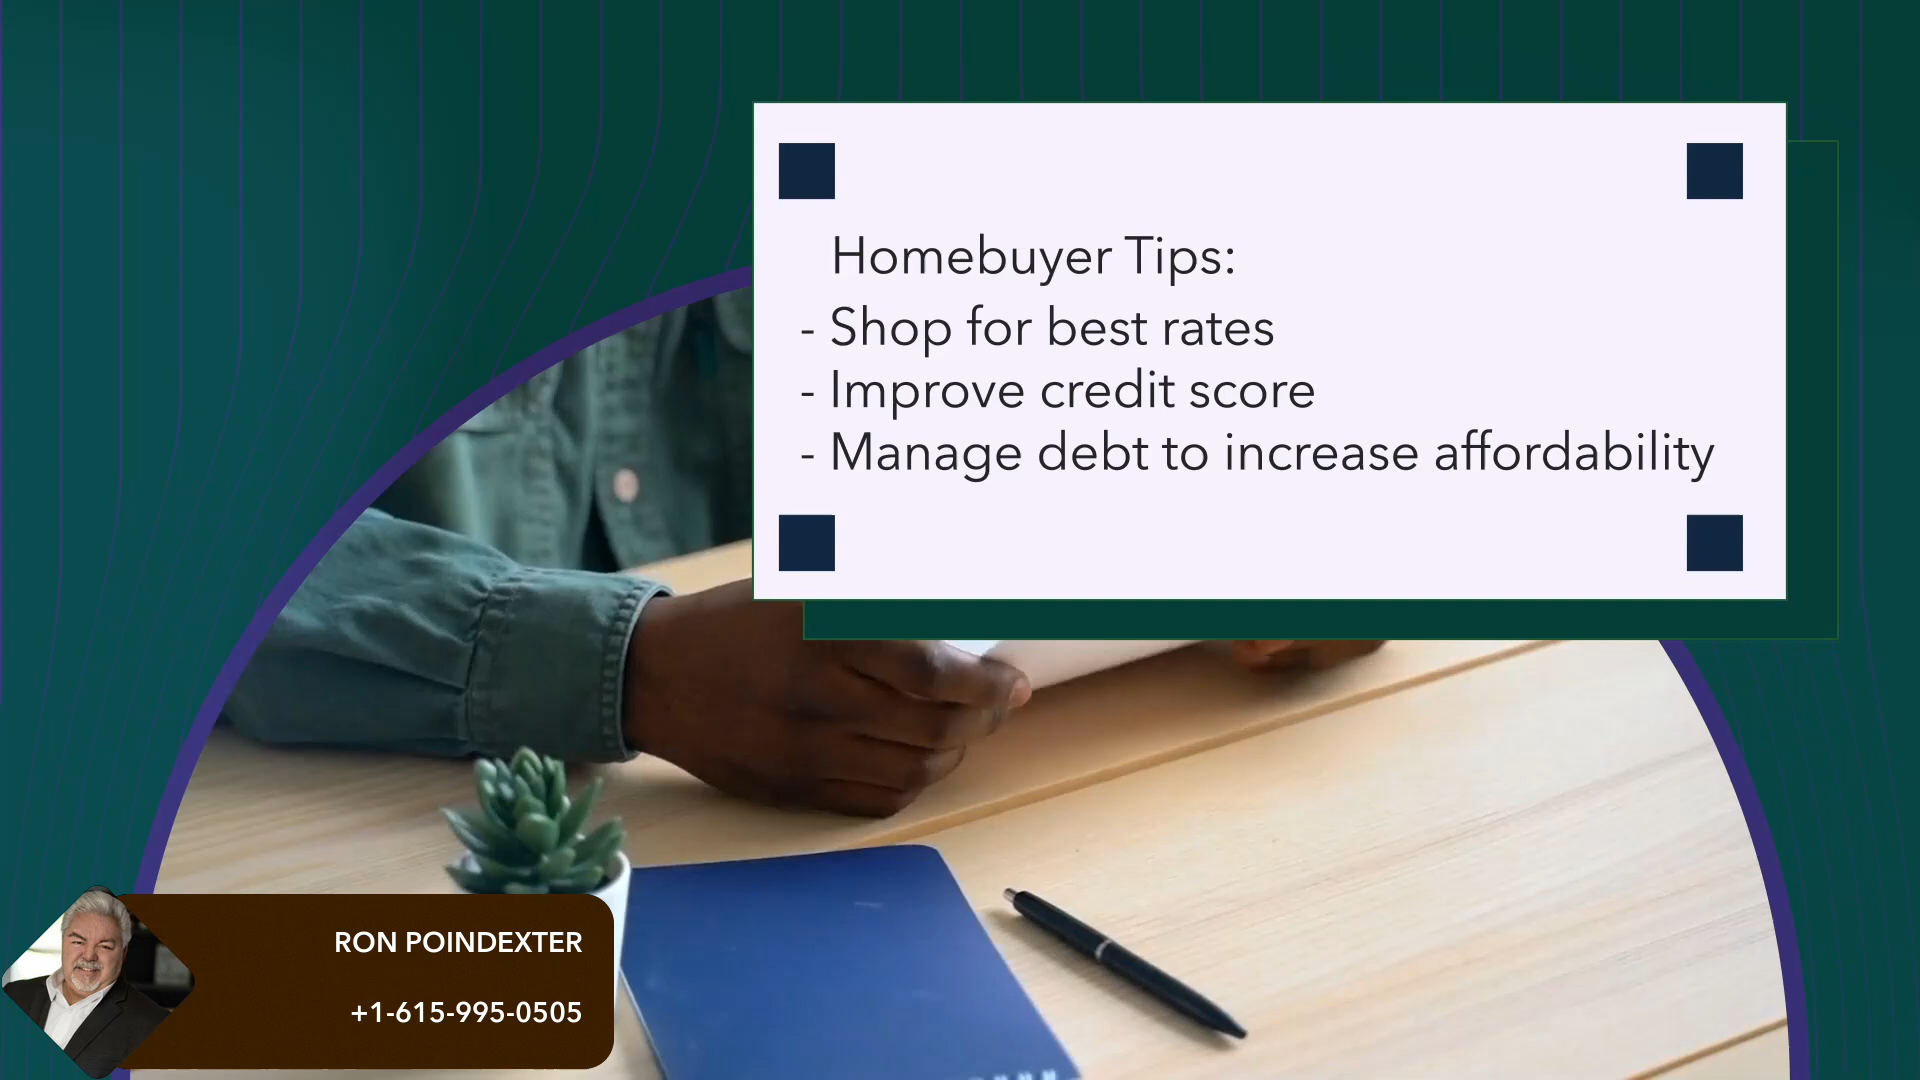 Homebuyer Tips:
- Shop for best rates
- Improve credit score
- Manage debt to increase affordability
RON POINDEXTER
+1-615-995-0505